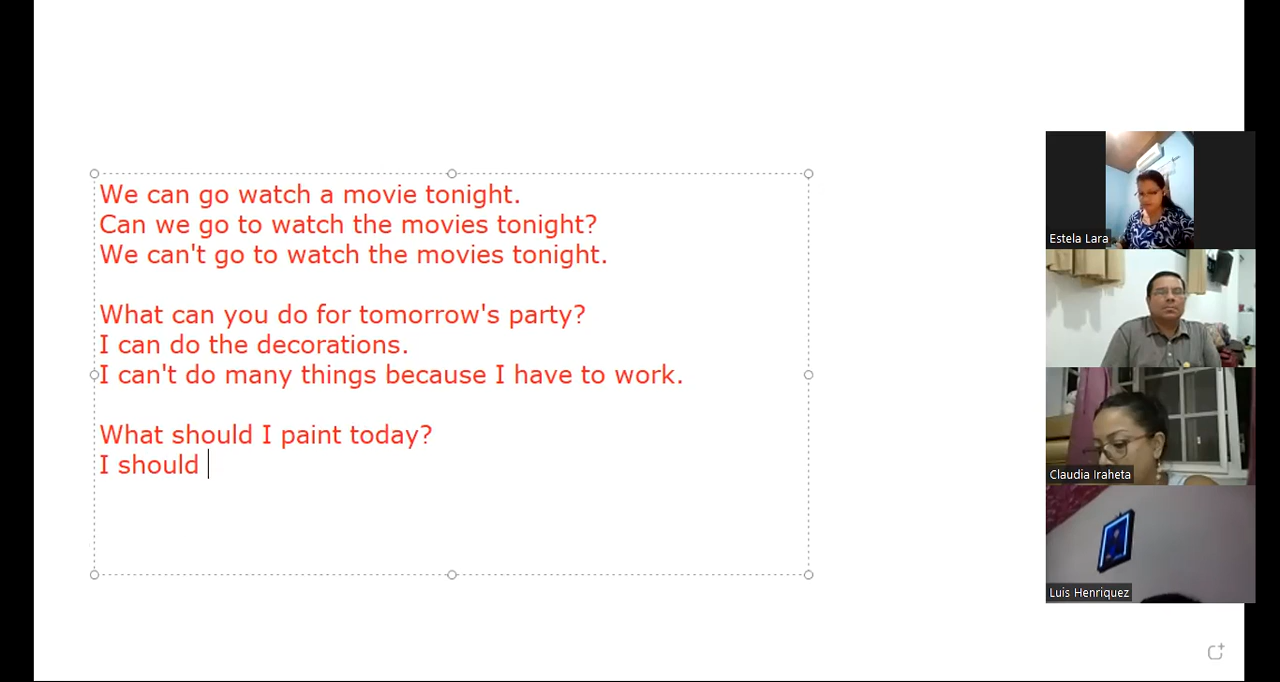 We can go watch a movie tonight.
Can we go to watch the movies tonight?
We can't go to watch the movies tonight.
What can you do for tomorrow's party?
I can do the decorations.
I can't do many things because I have to work.
What should I paint today?
I should
Estela Lara
Claudia Iraheta
Luis Henriquez